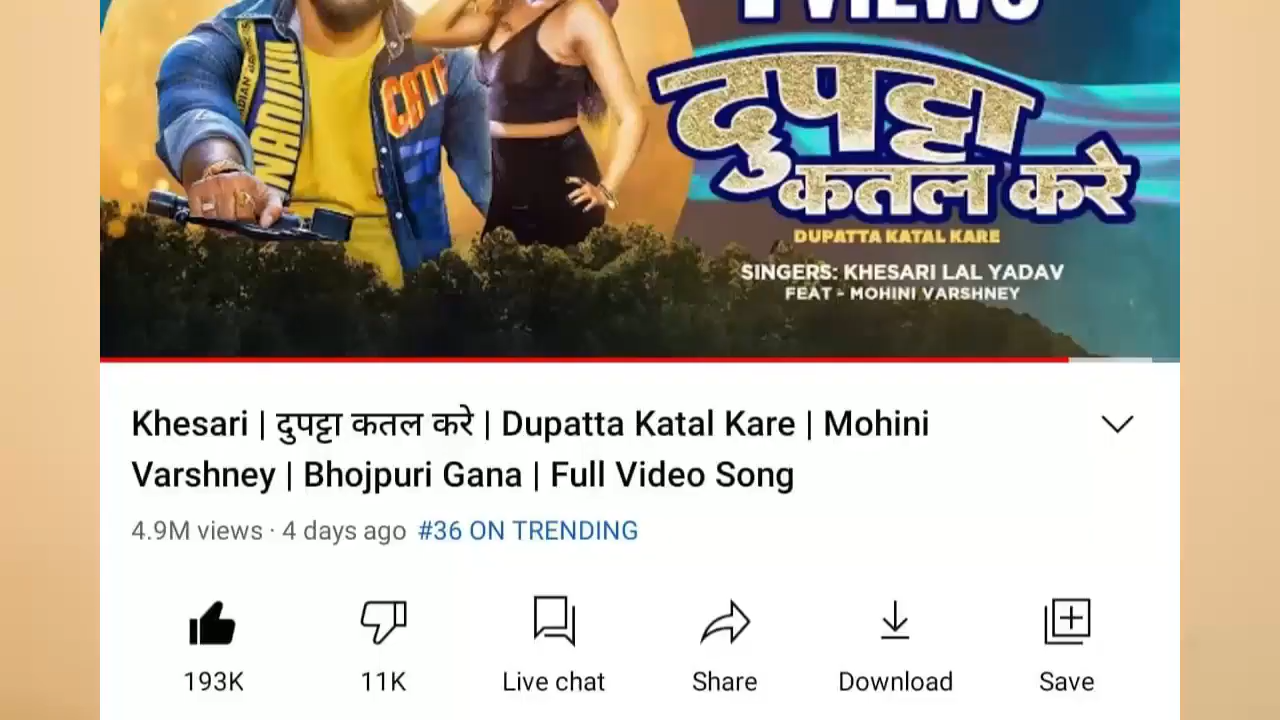 VIEWS
दुपट्टा
कतल करे
DUPATTA KATAL KARE
SINGERS: KHESARI LAL YADAV
FEAT - MOHINI VARSHNEY
Khesari | दुपट्टा कतल करे | Dupatta Katal Kare | Mohini
Varshney | Bhojpuri Gana | Full Video Song
4.9M views · 4 days ago #36 ON TRENDING
193K
11K
Live chat
Share
Download
Save